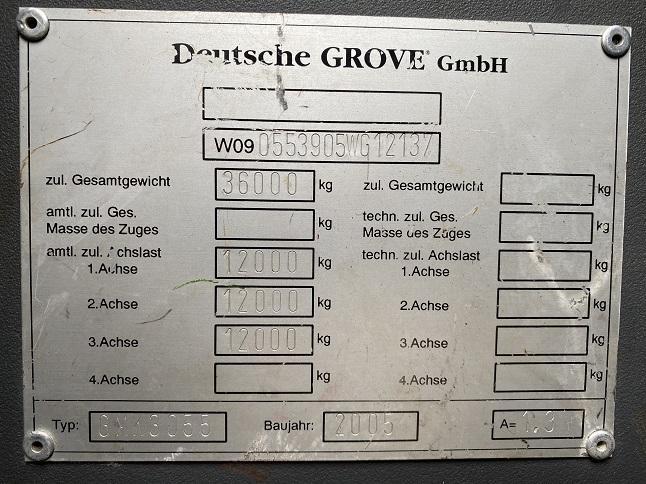 Deutsche GROVE® GmbH
W09 0553905WG12137
zul. Gesamtgewicht 36000 kg zul. Gesamtgewicht kg
amtl. zul. Ges. techn. zul. Ges.
Masse des Zuges kg Masse des Zuges kg
amtl. zul. Achslast techn. zul. Achslast
1.Achse 12000 kg 1.Achse kg
2.Achse 12000 kg 2.Achse kg
3.Achse 12000 kg 3.Achse kg
4.Achse kg 4.Achse kg
Typ: Baujahr: 2005 A=